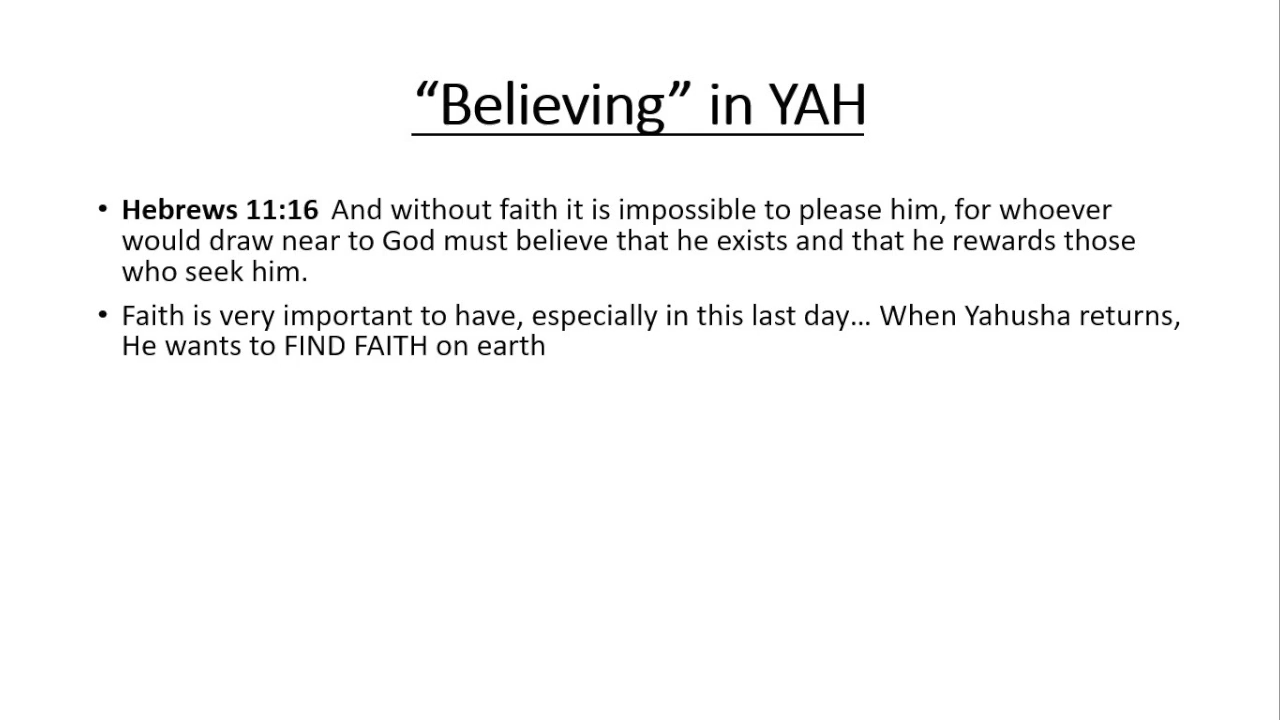 “Believing” in YAH
• Hebrews 11:16 And without faith it is impossible to please him, for whoever
would draw near to God must believe that he exists and that he rewards those
who seek him.
• Faith is very important to have, especially in this last day… When Yahusha returns,
He wants to FIND FAITH on earth